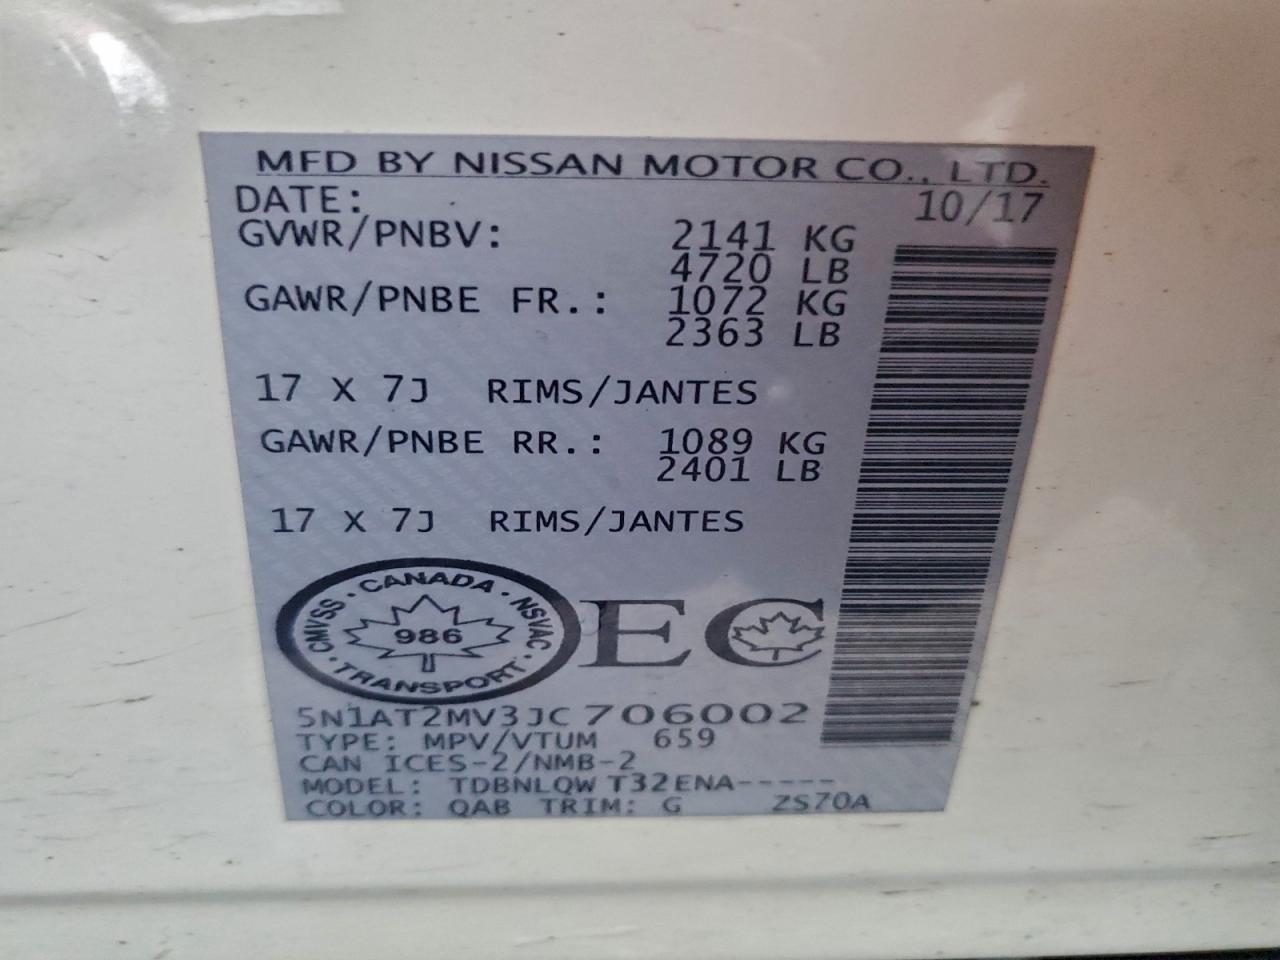 MFD BY NISSAN MOTOR CO., LTD.
DATE: 10/17
GVWR/PNBV: 2141 KG
4720 LB
GAWR/PNBE FR.: 1072 KG
2363 LB
17 X 7J RIMS/JANTES
GAWR/PNBE RR.: 1089 KG
2401 LB
17 X 7J RIMS/JANTES
CANADA · NSVAC · TRANSPORT · CMVSS ·
986
EC
5N1AT2MV3JC706002
TYPE: MPV/VTUM 659
CAN ICES-2/NMB-2
MODEL: TDBNLQW T32ENA-----
COLOR: QAB TRIM: G ZS70A